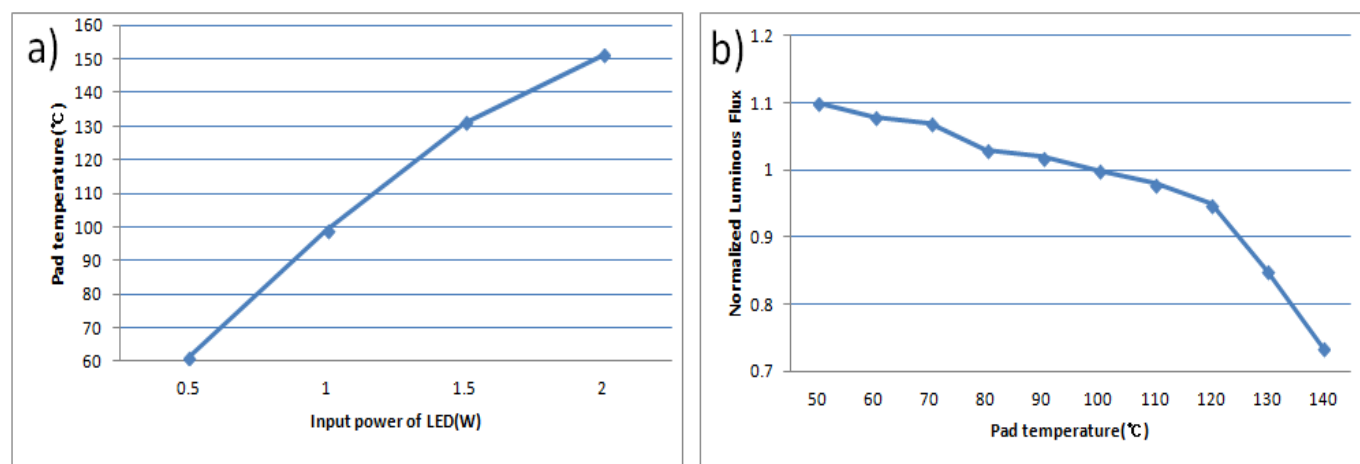 a)
Pad temperature(℃)
160
150
140
130
120
110
100
90
80
70
60
0.5 1 1.5 2
Input power of LED(W)
b)
Normalized Luminous Flux
1.2
1.1
1
0.9
0.8
0.7
50 60 70 80 90 100 110 120 130 140
Pad temperature(℃)